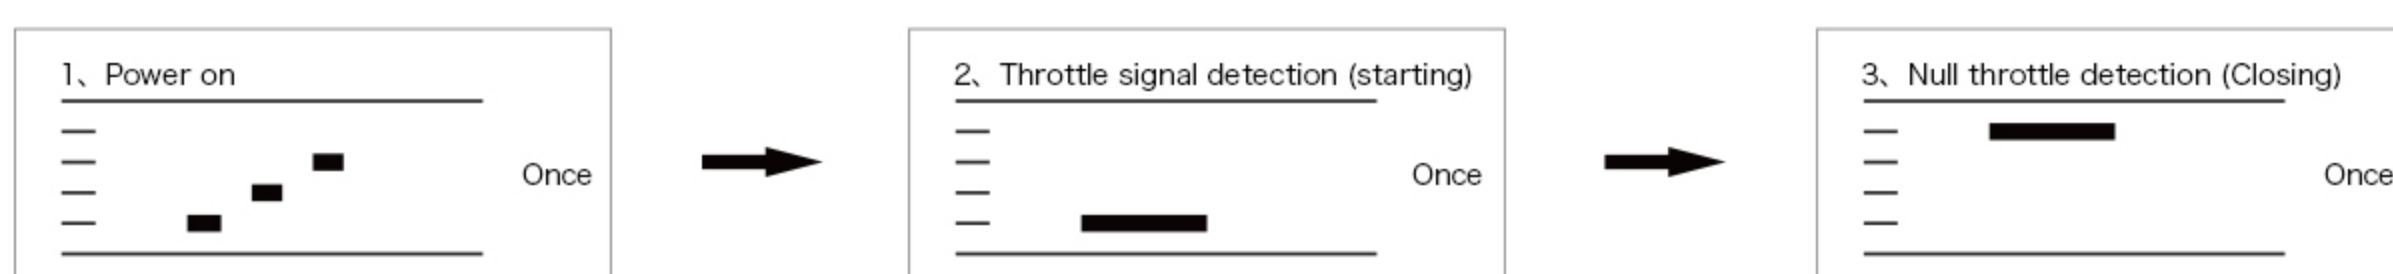 1、Power on
Once
2、Throttle signal detection (starting)
Once
3、Null throttle detection (Closing)
Once